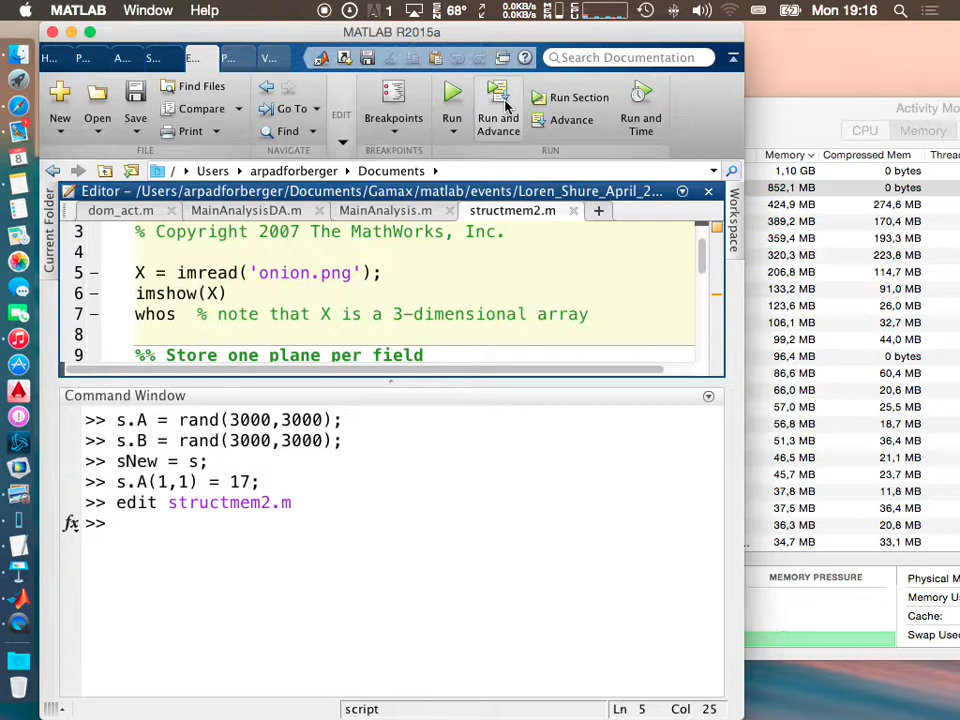 MATLAB Window Help 1 68° 0.0KB/s 0.0KB/s Mon 19:16
MATLAB R2015a
H... P... A... S... E... P... V... Search Documentation
New Open Save Find Files Compare Print
FILE
Go To Find
NAVIGATE
EDIT
Breakpoints
BREAKPOINTS
Run Run and Advance Run Section Advance Run and Time
RUN
/ Users arpadforberger Documents
Current Folder
Workspace
Editor - /Users/arpadforberger/Documents/Gamax/matlab/events/Loren_Shure_April_2...
dom_act.m MainAnalysisDA.m MainAnalysis.m structmem2.m
3 % Copyright 2007 The MathWorks, Inc.
4
5 – X = imread('onion.png');
6 – imshow(X)
7 – whos % note that X is a 3-dimensional array
8
9 %% Store one plane per field
Command Window
>> s.A = rand(3000,3000);
>> s.B = rand(3000,3000);
>> sNew = s;
>> s.A(1,1) = 17;
>> edit structmem2.m
fx >>
script Ln 5 Col 25
Activity Mo
CPU Memory
Memory Compressed Mem Threa
1,10 GB 0 bytes
852,1 MB 0 bytes
424,9 MB 204,4 MB
389,2 MB 170,4 MB
359,4 MB 193,3 MB
320,3 MB 223,8 MB
206,8 MB 114,7 MB
133,2 MB 91,0 MB
123,6 MB 26,0 MB
106,1 MB 32,7 MB
99,2 MB 44,0 MB
96,4 MB 0 bytes
86,6 MB 60,4 MB
66,0 MB 20,6 MB
57,0 MB 25,5 MB
56,8 MB 18,7 MB
51,3 MB 36,4 MB
46,5 MB 25,7 MB
45,7 MB 23,7 MB
37,8 MB 11,2 MB
37,5 MB 36,4 MB
36,3 MB 20,8 MB
34,7 MB 33,1 MB
MEMORY PRESSURE
Physical M
Memory Us
Cache:
Swap Used